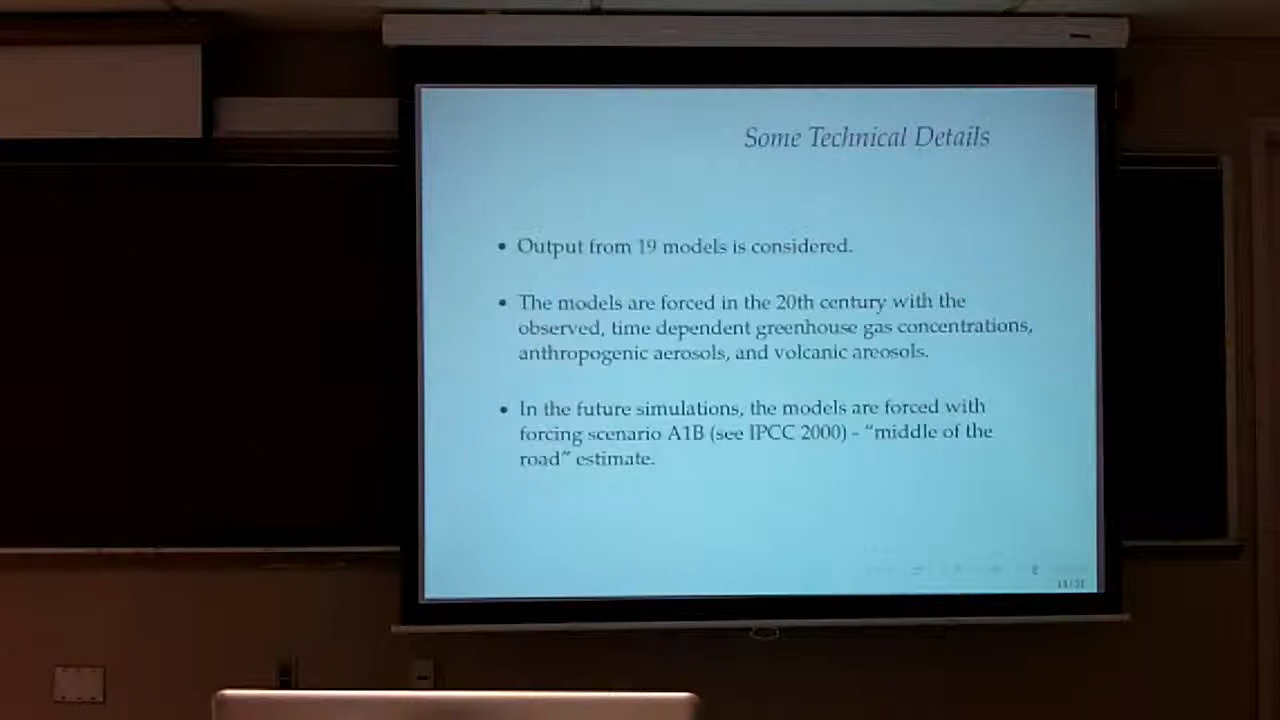 Some Technical Details
• Output from 19 models is considered.
• The models are forced in the 20th century with the
observed, time dependent greenhouse gas concentrations,
anthropogenic aerosols, and volcanic areosols.
• In the future simulations, the models are forced with
forcing scenario A1B (see IPCC 2000) - “middle of the
road” estimate.